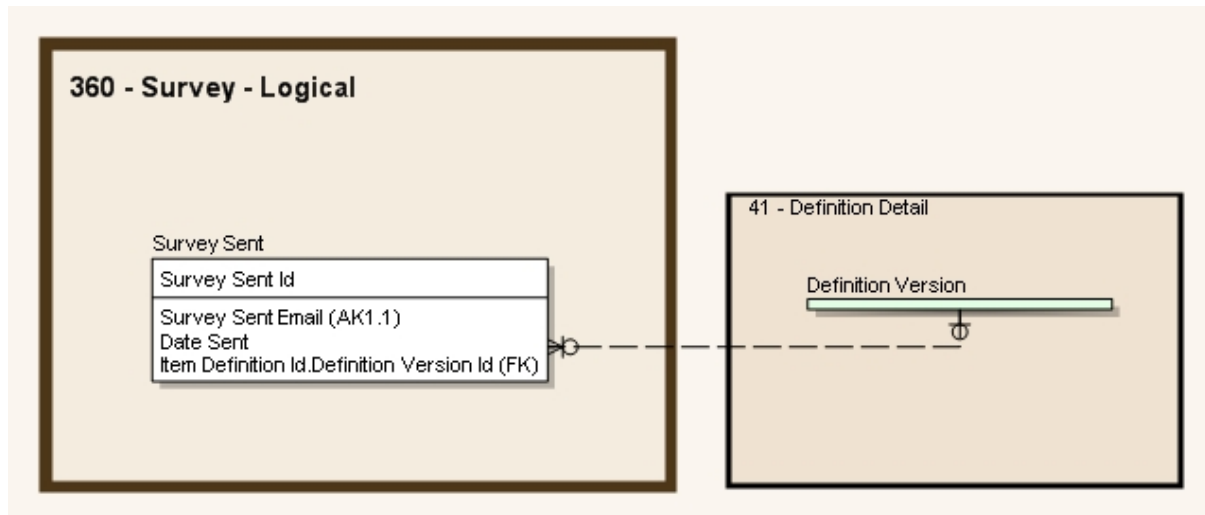 360 - Survey - Logical
41 - Definition Detail
Survey Sent
Survey Sent Id
Definition Version
Survey Sent Email (AK1.1)
Date Sent
Item Definition Id.Definition Version Id (FK)